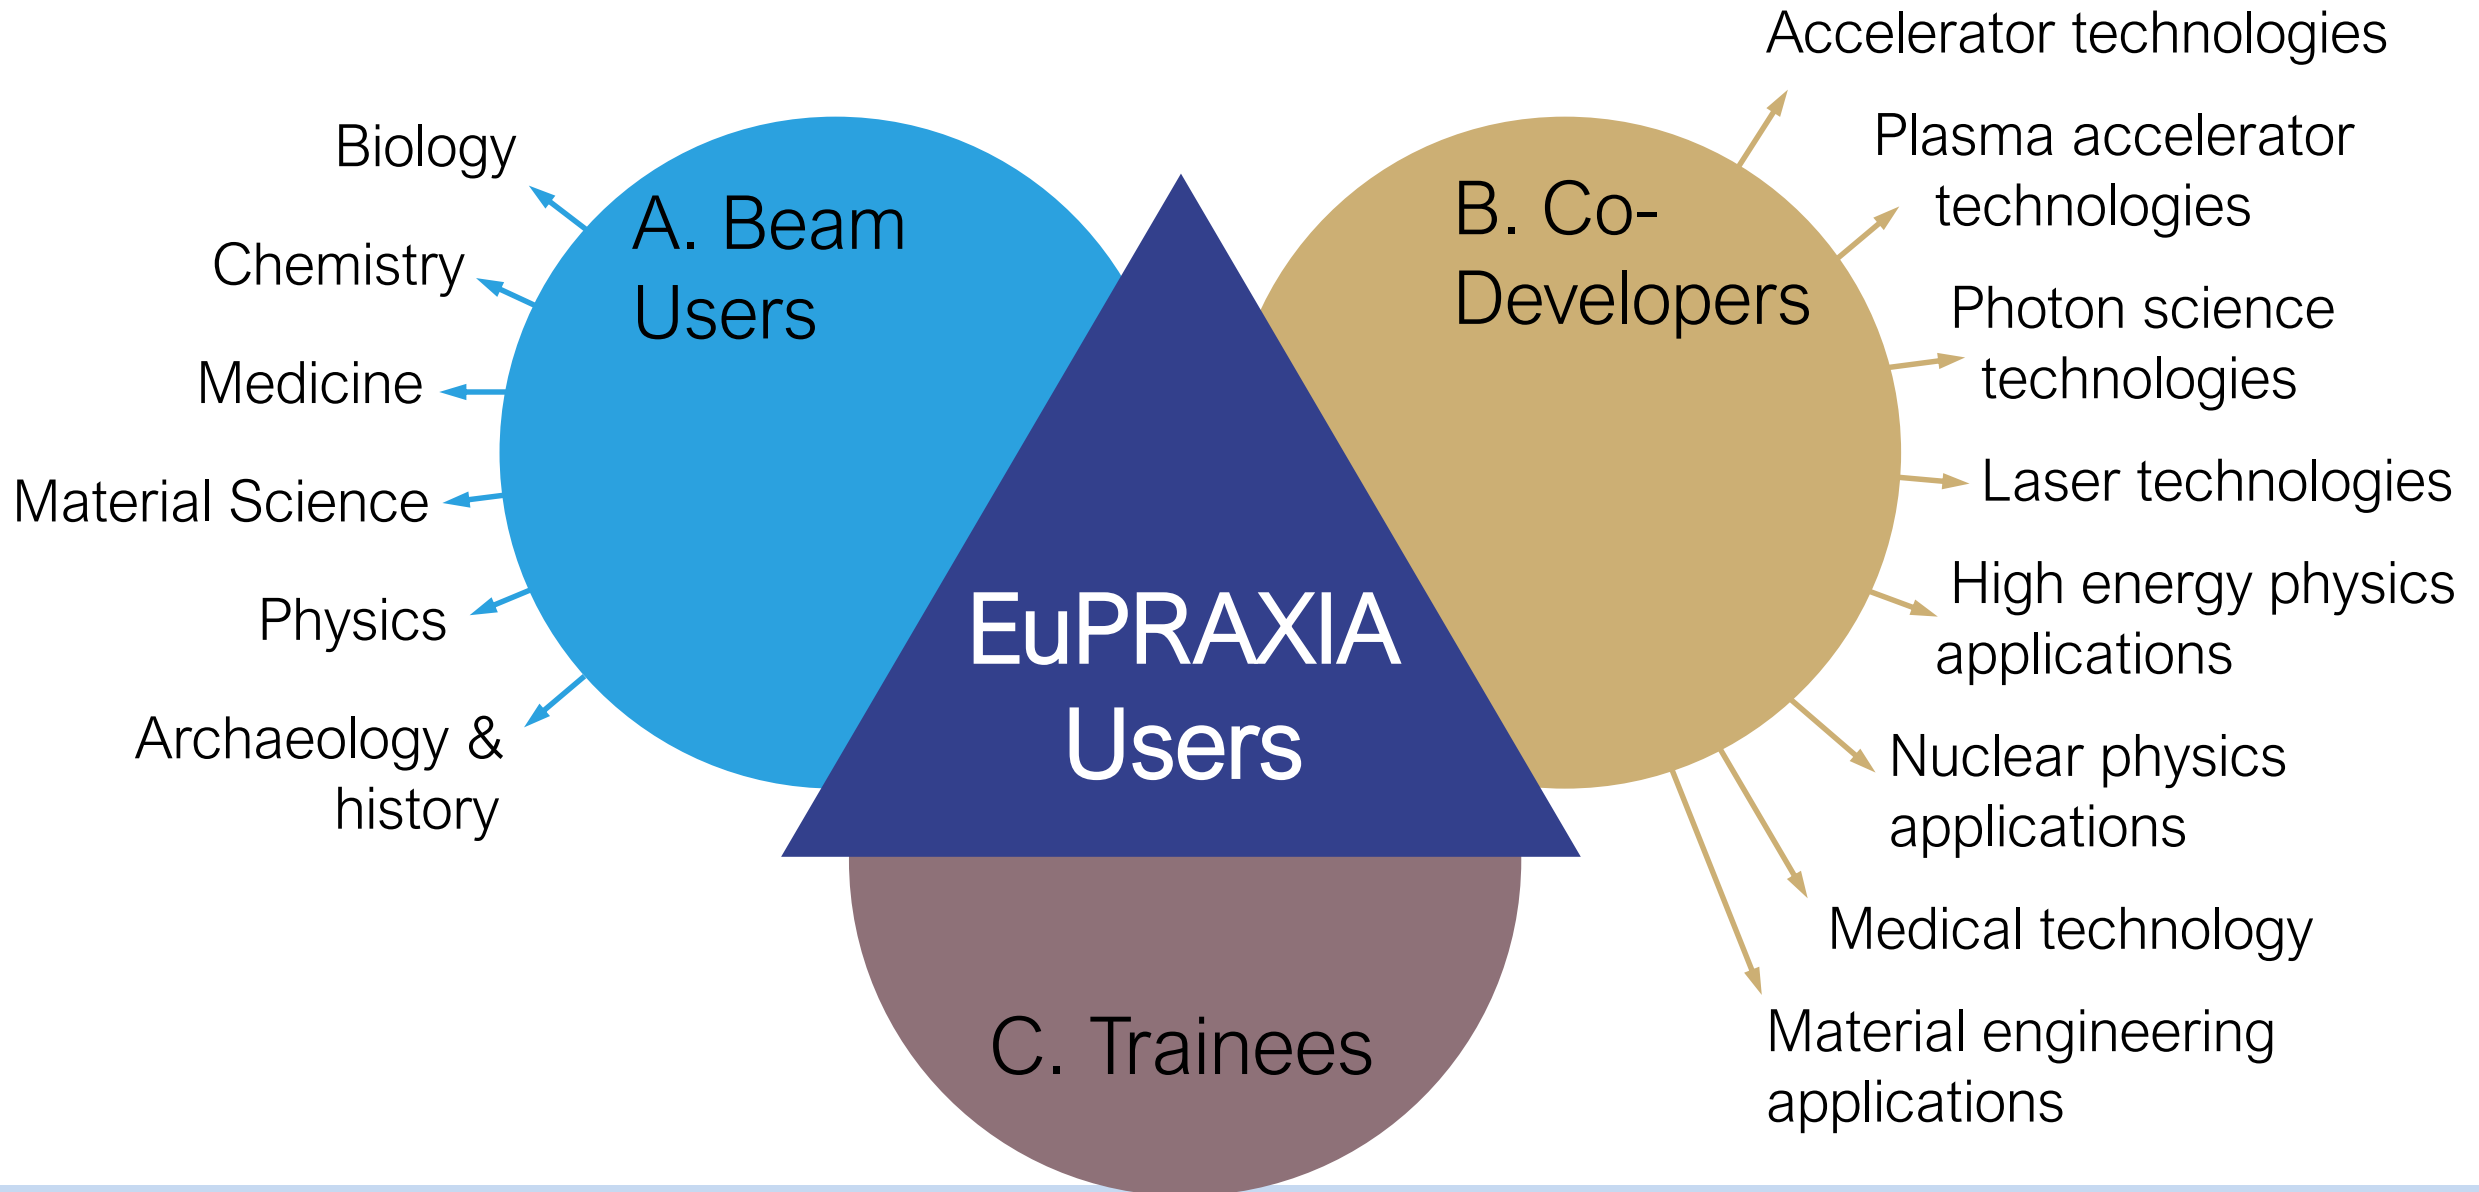 Biology
Chemistry
Medicine
Material Science
Physics
Archaeology &
history
A. Beam
Users
EuPRAXIA
Users
B. Co-
Developers
C. Trainees
Accelerator technologies
Plasma accelerator
technologies
Photon science
technologies
Laser technologies
High energy physics
applications
Nuclear physics
applications
Medical technology
Material engineering
applications